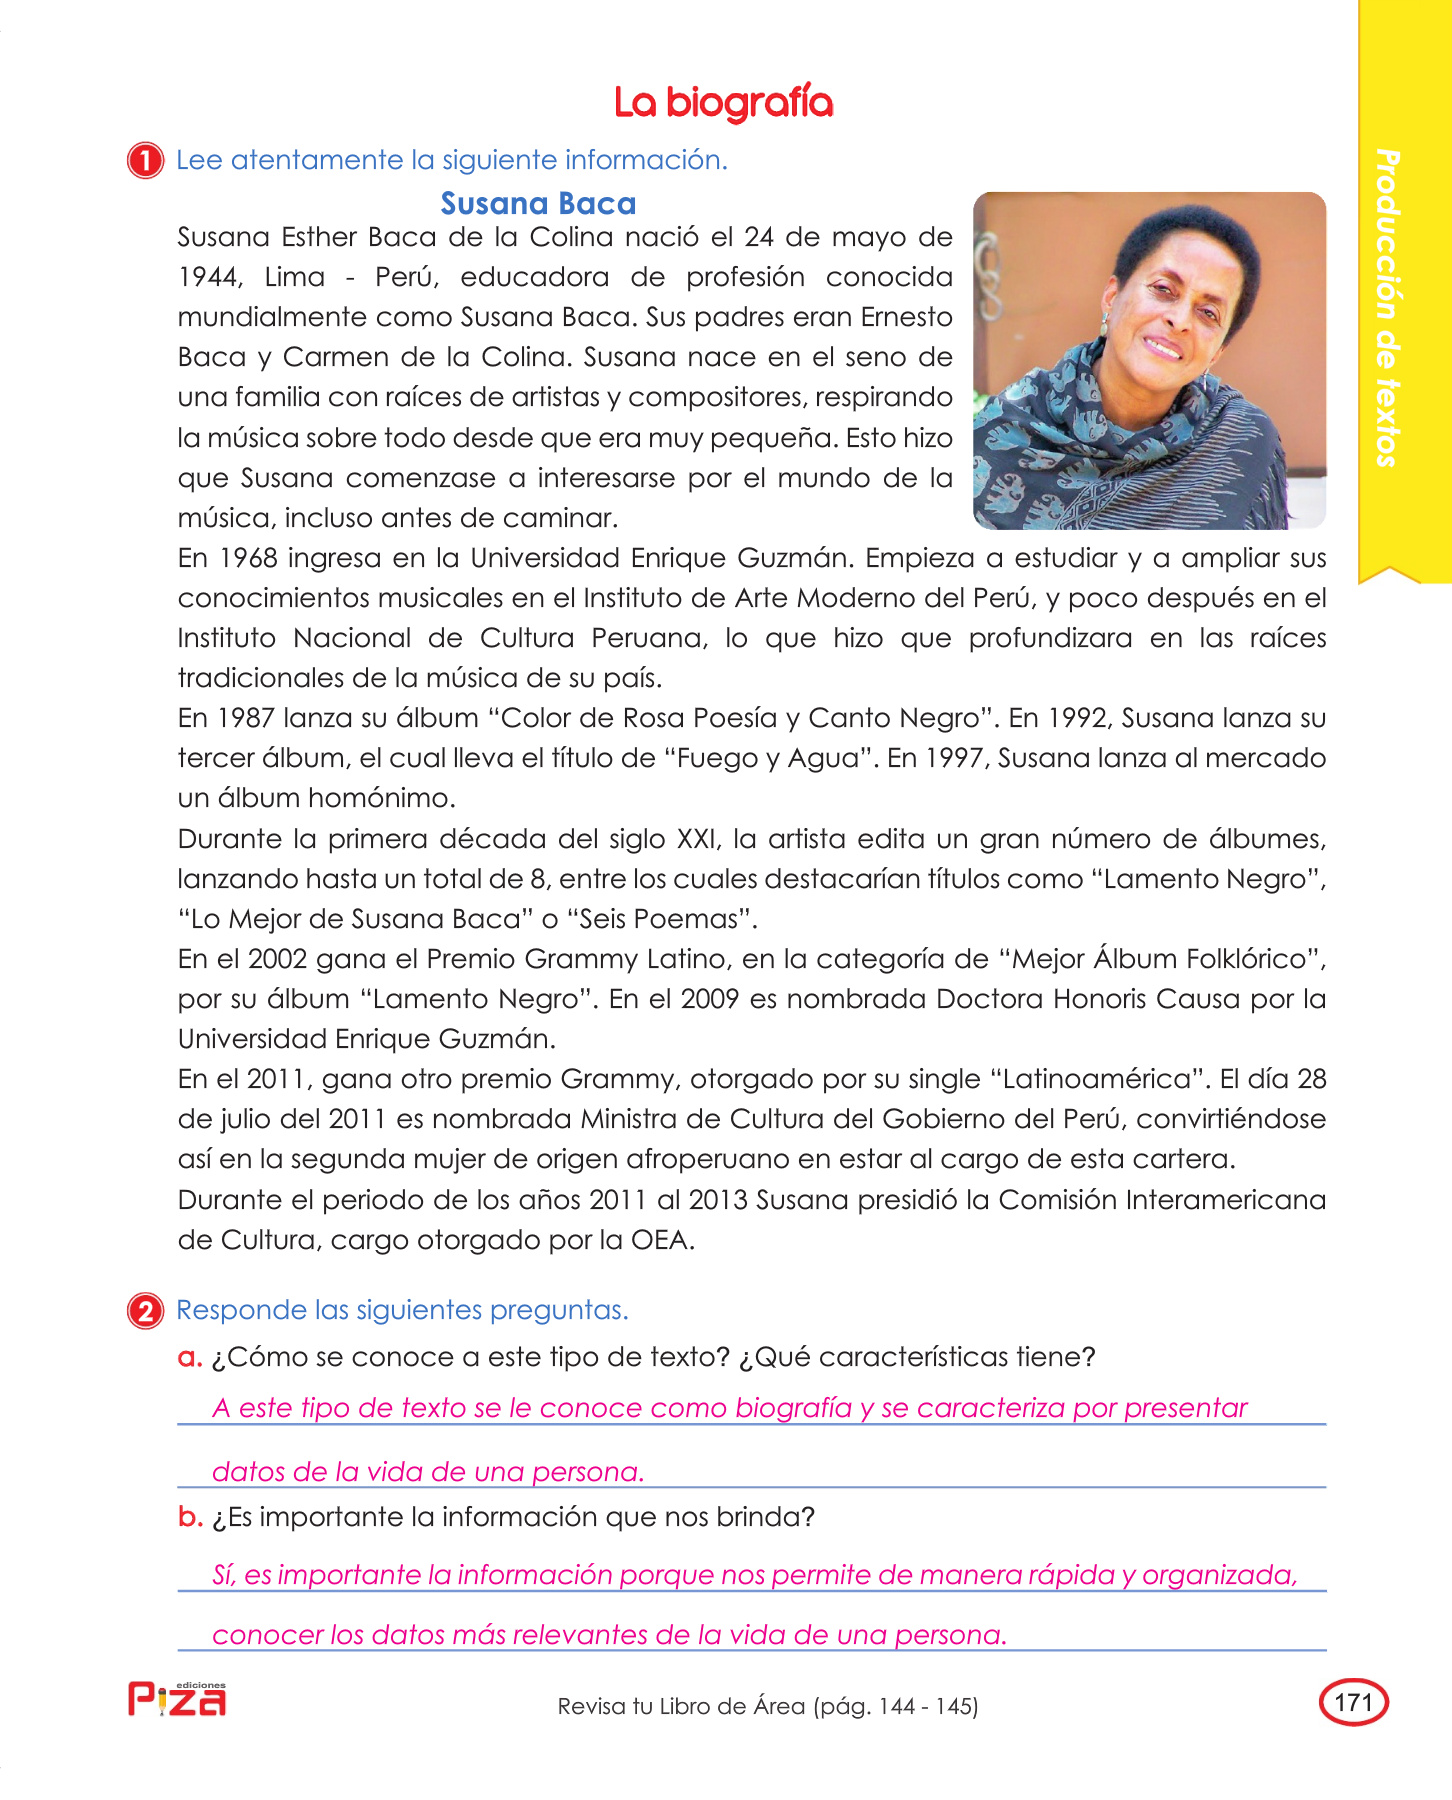 La biografía
1 Lee atentamente la siguiente información.
Susana Baca
Susana Esther Baca de la Colina nació el 24 de mayo de
1944, Lima - Perú, educadora de profesión conocida
mundialmente como Susana Baca. Sus padres eran Ernesto
Baca y Carmen de la Colina. Susana nace en el seno de
una familia con raíces de artistas y compositores, respirando
la música sobre todo desde que era muy pequeña. Esto hizo
que Susana comenzase a interesarse por el mundo de la
música, incluso antes de caminar.
En 1968 ingresa en la Universidad Enrique Guzmán. Empieza a estudiar y a ampliar sus
conocimientos musicales en el Instituto de Arte Moderno del Perú, y poco después en el
Instituto Nacional de Cultura Peruana, lo que hizo que profundizara en las raíces
tradicionales de la música de su país.
En 1987 lanza su álbum “Color de Rosa Poesía y Canto Negro”. En 1992, Susana lanza su
tercer álbum, el cual lleva el título de “Fuego y Agua”. En 1997, Susana lanza al mercado
un álbum homónimo.
Durante la primera década del siglo XXI, la artista edita un gran número de álbumes,
lanzando hasta un total de 8, entre los cuales destacarían títulos como “Lamento Negro”,
“Lo Mejor de Susana Baca” o “Seis Poemas”.
En el 2002 gana el Premio Grammy Latino, en la categoría de “Mejor Álbum Folklórico”,
por su álbum “Lamento Negro”. En el 2009 es nombrada Doctora Honoris Causa por la
Universidad Enrique Guzmán.
En el 2011, gana otro premio Grammy, otorgado por su single “Latinoamérica”. El día 28
de julio del 2011 es nombrada Ministra de Cultura del Gobierno del Perú, convirtiéndose
así en la segunda mujer de origen afroperuano en estar al cargo de esta cartera.
Durante el periodo de los años 2011 al 2013 Susana presidió la Comisión Interamericana
de Cultura, cargo otorgado por la OEA.
2 Responde las siguientes preguntas.
a. ¿Cómo se conoce a este tipo de texto? ¿Qué características tiene?
A este tipo de texto se le conoce como biografía y se caracteriza por presentar
datos de la vida de una persona.
b. ¿Es importante la información que nos brinda?
Sí, es importante la información porque nos permite de manera rápida y organizada,
conocer los datos más relevantes de la vida de una persona.
Producción de textos
ediciones
Piza
Revisa tu Libro de Área (pág. 144 - 145)
171